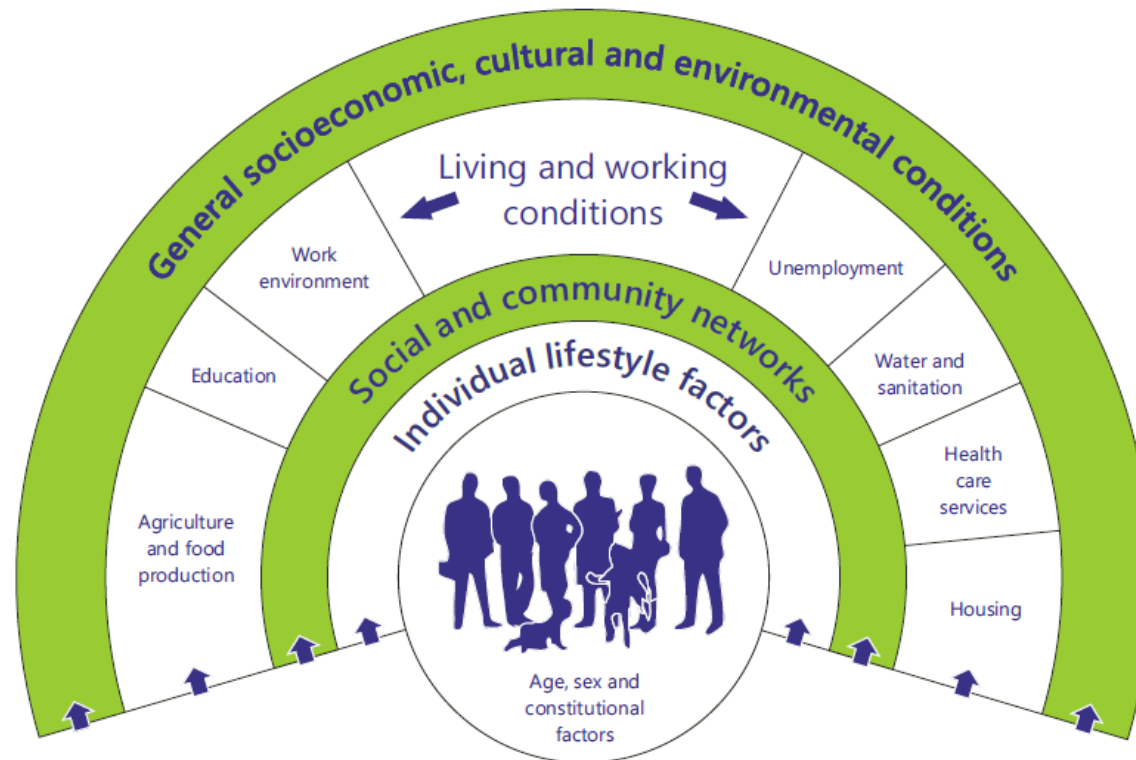 General socioeconomic, cultural and environmental conditions
Living and working
conditions
Work
environment
Unemployment
Education
Water and
sanitation
Agriculture
and food
production
Health
care
services
Housing
Social and community networks
Individual lifestyle factors
Age, sex and
constitutional
factors